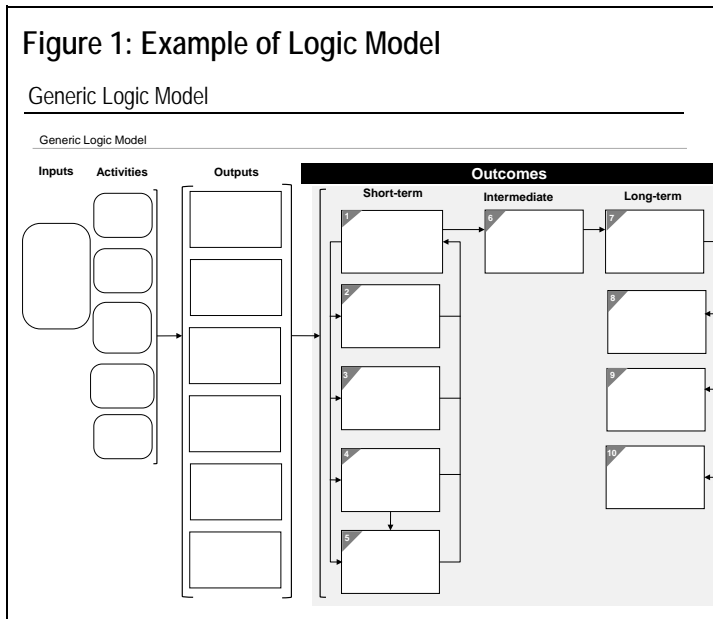 Figure 1: Example of Logic Model
Generic Logic Model
Generic Logic Model
Inputs Activities Outputs Outcomes
Short-term Intermediate Long-term
1 6 7
2 8
3 9
4 10
5